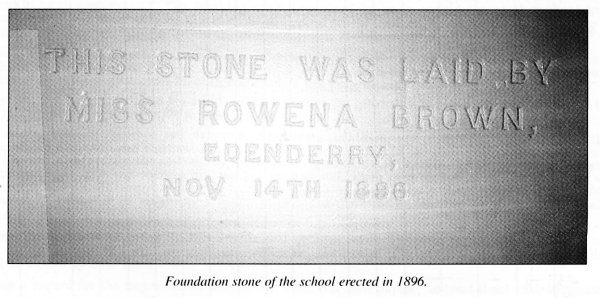 THIS STONE WAS LAID BY
MISS ROWENA BROWN,
EDENDERRY,
NOV 14TH 1896
Foundation stone of the school erected in 1896.